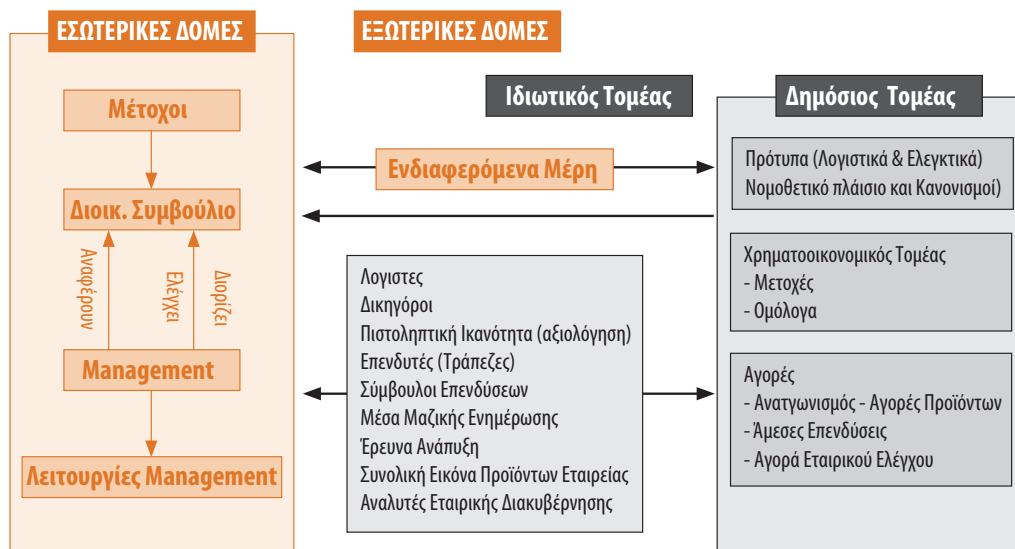 ΕΣΩΤΕΡΙΚΕΣ ΔΟΜΕΣ
Μέτοχοι
Διοικ. Συμβούλιο
Αναφέρουν
Ελέγχει
Διορίζει
Management
Λειτουργίες Management
ΕΞΩΤΕΡΙΚΕΣ ΔΟΜΕΣ
Ιδιωτικός Τομέας
Ενδιαφερόμενα Μέρη
Λογιστες
Δικηγόροι
Πιστοληπτική Ικανότητα (αξιολόγηση)
Επενδυτές (Τράπεζες)
Σύμβουλοι Επενδύσεων
Μέσα Μαζικής Ενημέρωσης
Έρευνα Ανάπυξη
Συνολική Εικόνα Προϊόντων Εταιρείας
Αναλυτές Εταιρικής Διακυβέρνησης
Δημόσιος Τομέας
Πρότυπα (Λογιστικά & Ελεγκτικά)
Νομοθετικό πλάισιο και Κανονισμοί)
Χρηματοοικονομικός Τομέας
- Μετοχές
- Ομόλογα
Αγορές
- Ανατγωνισμός - Αγορές Προϊόντων
- Άμεσες Επενδύσεις
- Αγορά Εταιρικού Ελέγχου